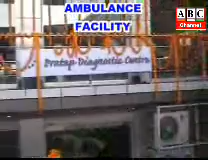 AMBULANCE
FACILITY
ABC
Channel
Pratap Diagnostic Centre